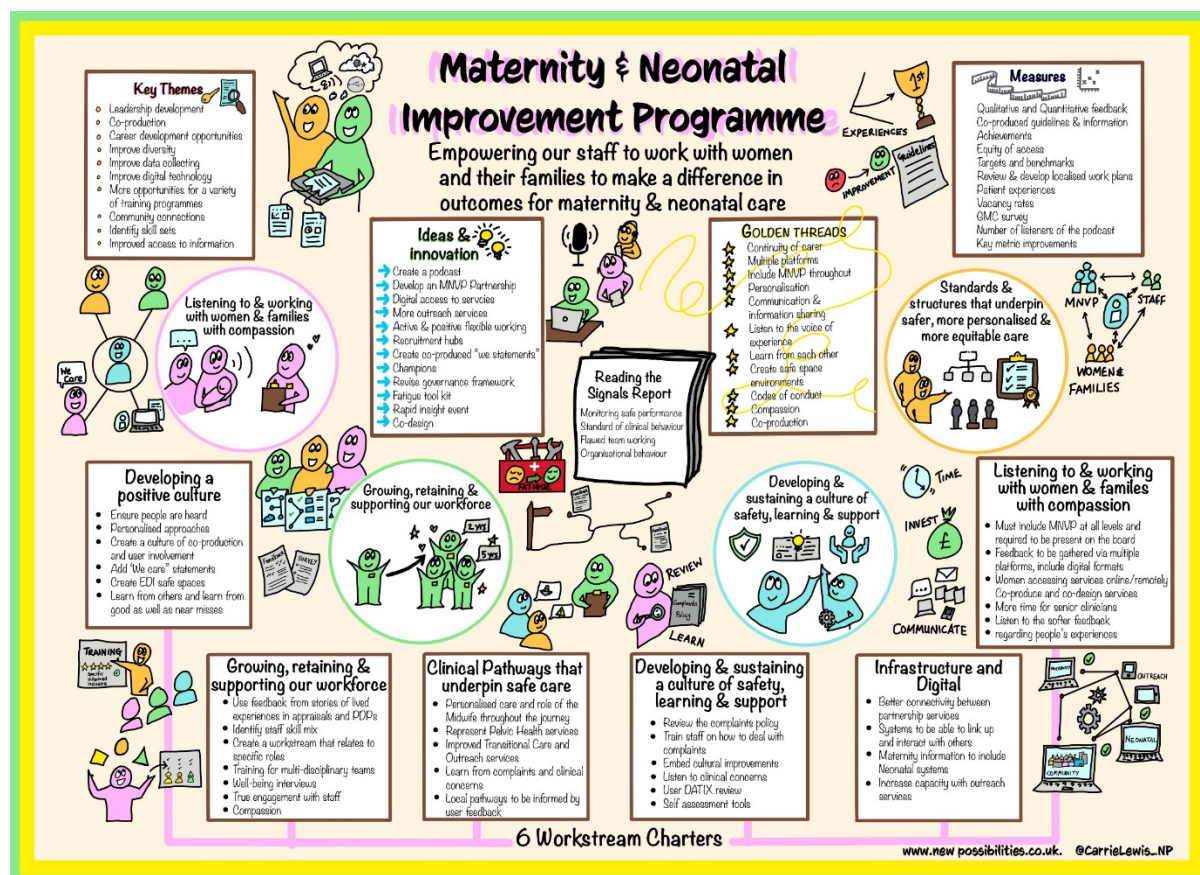 Maternity & Neonatal
Improvement Programme
Empowering our staff to work with women
and their families to make a difference in
outcomes for maternity & neonatal care
Key Themes
Leadership development
Co-production
Career development opportunities
Improve diversity
Improve data collecting
Improve digital technology
More opportunities for a variety
of training programmes
Community connections
Identify skill sets
Improved access to information
1st
EXPERIENCES
IMPROVEMENT
Guidelines
Measures
Qualitative and Quantitative feedback
Co-produced guidelines & information
Achievements
Equity of access
Targets and benchmarks
Review & develop localised work plans
Patient experiences
Vacancy rates
GMC survey
Number of listeners of the podcast
Key metric improvements
Listening to & working
with women & families
with compassion
We
Care
Ideas &
innovation
Create a podcast
Develop an MNVP Partnership
Digital access to servcies
More outreach services
Active & positive flexible working
Recruitment hubs
Create co-produced "we statements"
Champions
Revise governance framework
Fatigue tool kit
Rapid insight event
Co-design
Reading the
Signals Report
Monitoring safe performance
Standard of clinical behaviour
Flawed team working
Organisational behaviour
GOLDEN THREADS
Continuity of carer
Multiple platforms
Include MNVP throughout
Personalisation
Communication &
information sharing
Listen to the voice of
experience
Learn from each other
Create safe space
environments
Codes of conduct
Compassion
Co-production
Standards &
structures that underpin
safer, more personalised &
more equitable care
MNVP
STAFF
WOMEN &
FAMILIES
Developing a
positive culture
Ensure people are heard
Personalised approaches
Create a culture of co-production
and user involvement
Add "We care" statements
Create EDI safe spaces
Learn from others and learn from
good as well as near misses
Feedback
SURVEY
Growing, retaining &
supporting our workforce
2 yrs
5 yrs
FATIGUE
REVIEW
Complaints
Policy
LEARN
Developing &
sustaining a culture of
safety, learning & support
TIME
INVEST
£
COMMUNICATE
Listening to & working
with women & familes
with compassion
Must include MNVP at all levels and
required to be present on the board
Feedback to be gathered via multiple
platforms, include digital formats
Women accessing services online/remotely
Co-produce and co-design services
More time for senior clinicians
Listen to the softer feedback
regarding people's experiences
TRAINING
Growing, retaining &
supporting our workforce
Use feedback from stories of lived
experiences in appraisals and PDPs
Identify staff skill mix
Create a workstream that relates to
specific roles
Training for multi-disciplinary teams
Well-being interviews
True engagement with staff
Compassion
Clinical Pathways that
underpin safe care
Personalised care and role of the
Midwife throughout the journey
Represent Pelvic Health services
Improved Transitional Care and
Outreach services
Learn from complaints and clinical
concerns
Local pathways to be informed by
user feedback
Developing & sustaining
a culture of safety,
learning & support
Review the complaints policy
Train staff on how to deal with
complaints
Embed cultural improvements
Listen to clinical concerns
User DATIX review
Self assessment tools
Infrastructure and
Digital
Better connectivity between
partnership services
Systems to be able to link up
and interact with others
Maternity information to include
Neonatal systems
Increase capacity with outreach
services
MATERNITY
OUTREACH
NEONATAL
COMMUNITY
6 Workstream Charters
www.new possibilities.co.uk. @CarrieLewis_NP